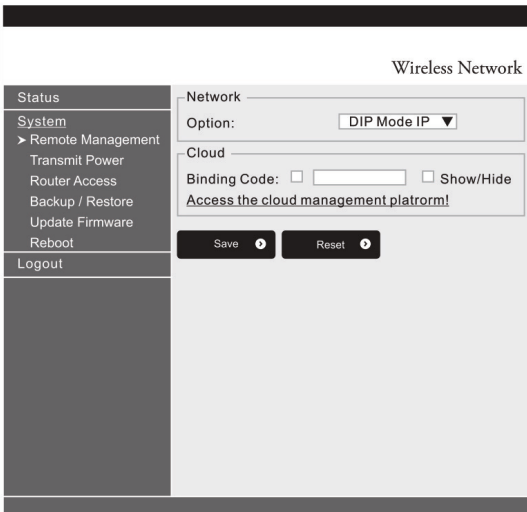 Wireless Network
Status
System
➤ Remote Management
Transmit Power
Router Access
Backup / Restore
Update Firmware
Reboot
Logout
Network
Option: DIP Mode IP ▼
Cloud
Binding Code: ☐ ☐ Show/Hide
Access the cloud management platrorm!
Save
Reset